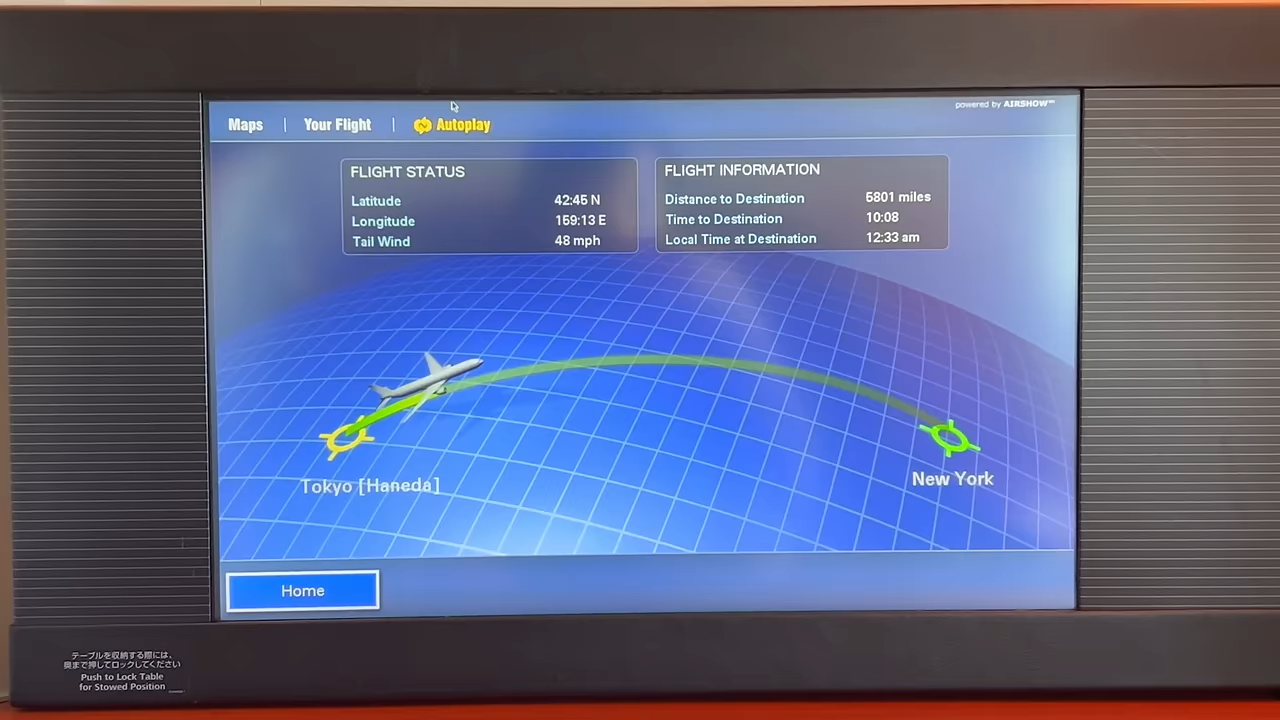 powered by AIRSHOW™
Maps | Your Flight | Autoplay
FLIGHT STATUS
Latitude 42:45 N
Longitude 159:13 E
Tail Wind 48 mph
FLIGHT INFORMATION
Distance to Destination 5801 miles
Time to Destination 10:08
Local Time at Destination 12:33 am
Tokyo [Haneda]
New York
Home
テーブルを収納する際には、
奥まで押してロックしてください
Push to Lock Table
for Stowed Position